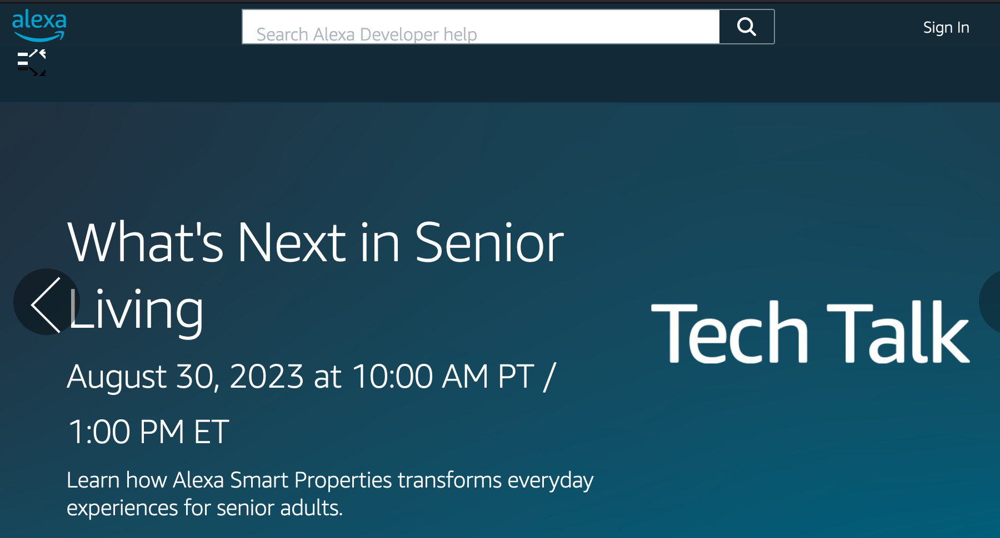 alexa
Search Alexa Developer help
Sign In
What's Next in Senior
Living
August 30, 2023 at 10:00 AM PT /
1:00 PM ET
Learn how Alexa Smart Properties transforms everyday
experiences for senior adults.
Tech Talk